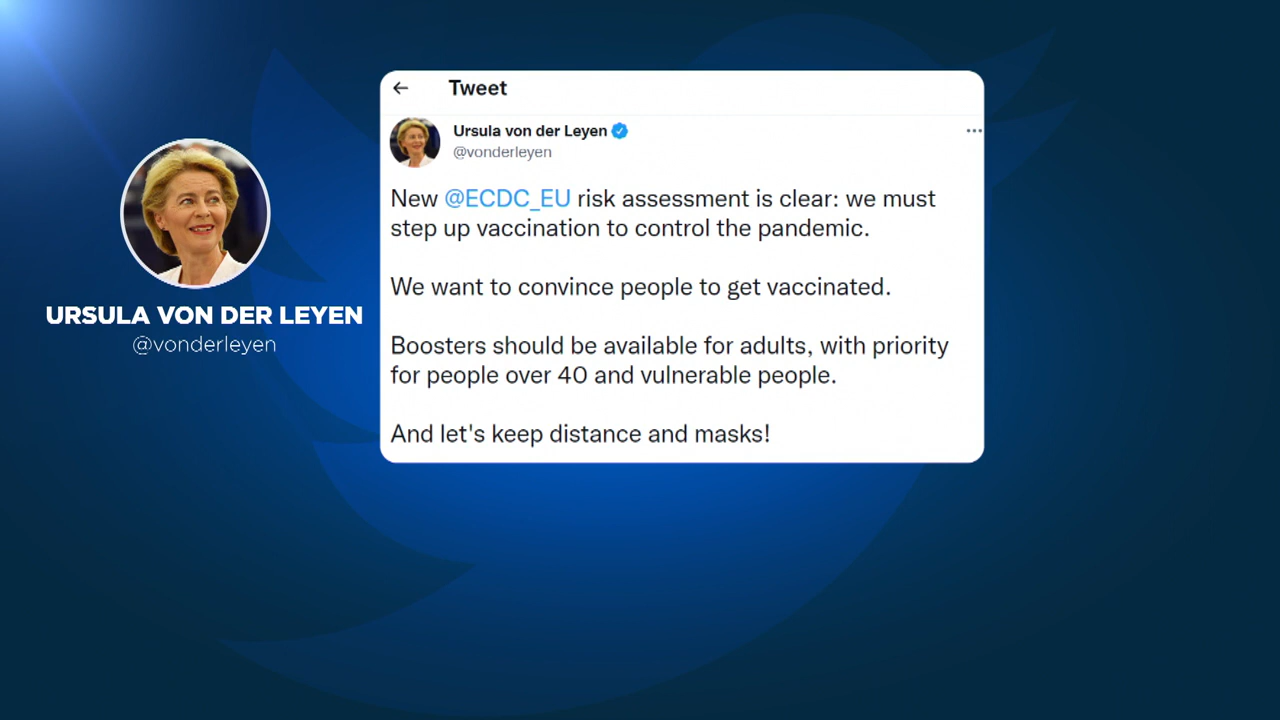 URSULA VON DER LEYEN
@vonderleyen
Tweet
Ursula von der Leyen
@vonderleyen
New @ECDC_EU risk assessment is clear: we must
step up vaccination to control the pandemic.
We want to convince people to get vaccinated.
Boosters should be available for adults, with priority
for people over 40 and vulnerable people.
And let's keep distance and masks!